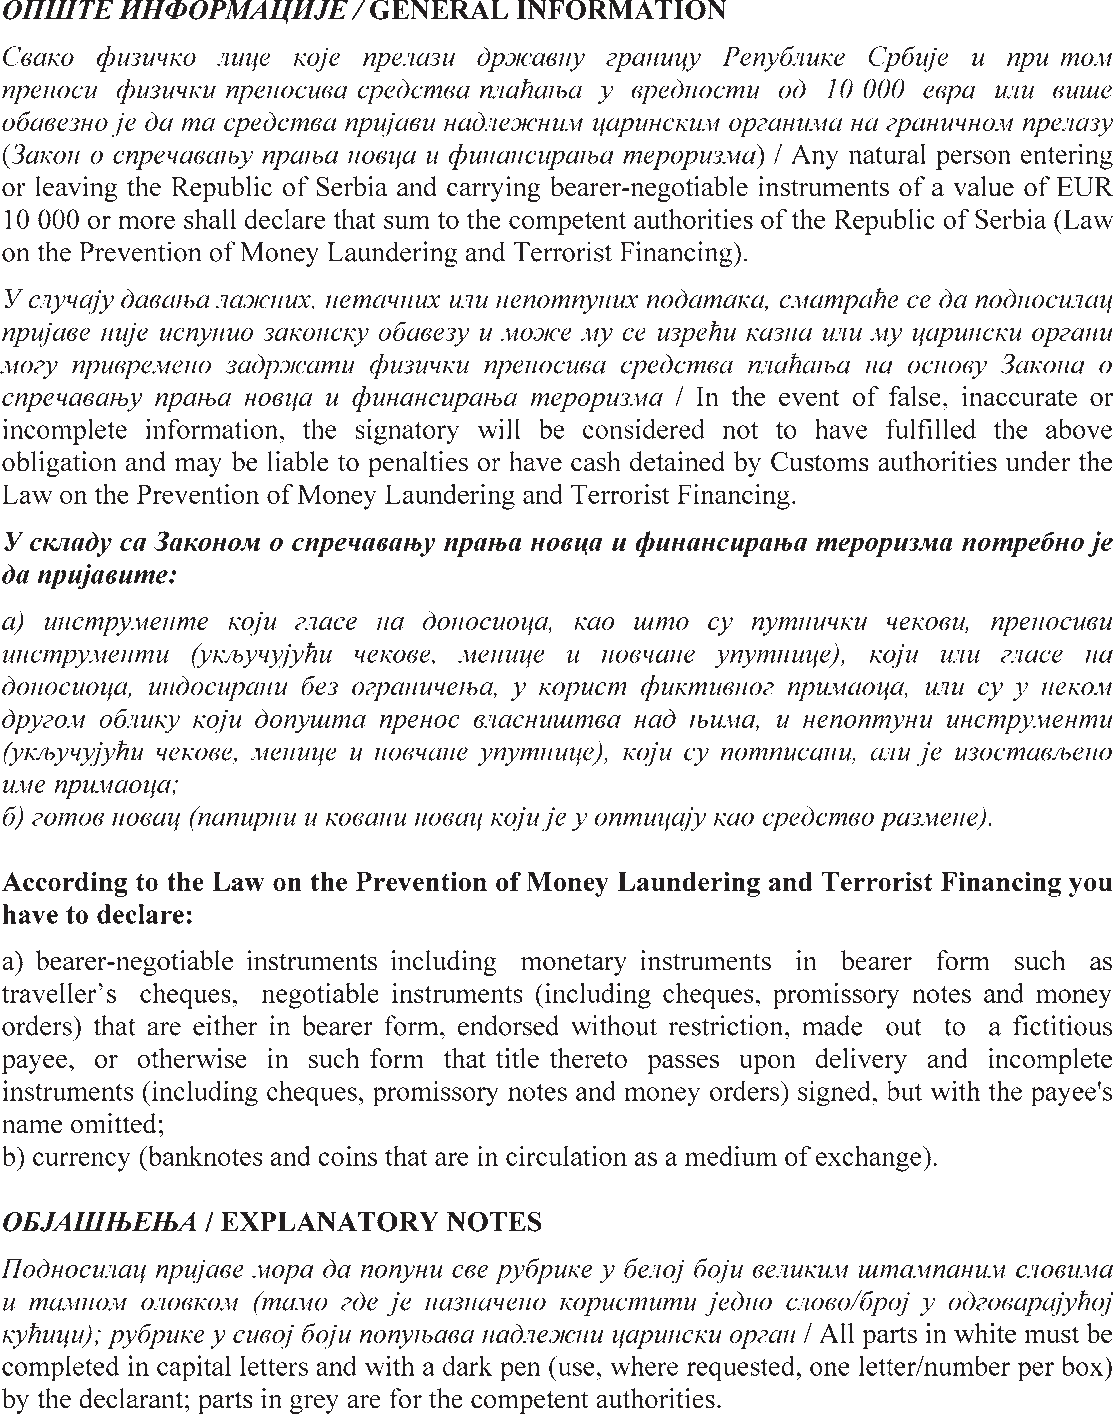 ОПШТЕ ИНФОРМАЦИЈЕ / GENERAL INFORMATION
Свако физичко лице које прелази државну границу Републике Србије и при том
преноси физички преносива средства плаћања у вредности од 10 000 евра или више
обавезно је да та средства пријави надлежним царинским органима на граничном прелазу
(Закон о спречавању прања новца и финансирања тероризма) / Any natural person entering
or leaving the Republic of Serbia and carrying bearer-negotiable instruments of a value of EUR
10 000 or more shall declare that sum to the competent authorities of the Republic of Serbia (Law
on the Prevention of Money Laundering and Terrorist Financing).
У случају давања лажних, нетачних или непотпуних података, сматраће се да подносилац
пријаве није испунио законску обавезу и може му се изрећи казна или му царински органи
могу привремено задржати физички преносива средства плаћања на основу Закона о
спречавању прања новца и финансирања тероризма / In the event of false, inaccurate or
incomplete information, the signatory will be considered not to have fulfilled the above
obligation and may be liable to penalties or have cash detained by Customs authorities under the
Law on the Prevention of Money Laundering and Terrorist Financing.
У складу са Законом о спречавању прања новца и финансирања тероризма потребно је
да пријавите:
а) инструменте који гласе на доносиоца, као што су путнички чекови, преносиви
инструменти (укључујући чекове, менице и новчане упутнице), који или гласе на
доносиоца, индосирани без ограничења, у корист фиктивног примаоца, или су у неком
другом облику који допушта пренос власништва над њима, и непоптуни инструменти
(укључујући чекове, менице и новчане упутнице), који су потписани, али је изостављено
име примаоца;
б) готов новац (папирни и ковани новац који је у оптицају као средство размене).
According to the Law on the Prevention of Money Laundering and Terrorist Financing you
have to declare:
a) bearer-negotiable instruments including monetary instruments in bearer form such as
traveller’s cheques, negotiable instruments (including cheques, promissory notes and money
orders) that are either in bearer form, endorsed without restriction, made out to a fictitious
payee, or otherwise in such form that title thereto passes upon delivery and incomplete
instruments (including cheques, promissory notes and money orders) signed, but with the payee's
name omitted;
b) currency (banknotes and coins that are in circulation as a medium of exchange).
ОБЈАШЊЕЊА / EXPLANATORY NOTES
Подносилац пријаве мора да попуни све рубрике у белој боји великим штампаним словима
и тамном оловком (тамо где је назначено користити једно слово/број у одговарајућој
кућици); рубрике у сивој боји попуњава надлежни царински орган / All parts in white must be
completed in capital letters and with a dark pen (use, where requested, one letter/number per box)
by the declarant; parts in grey are for the competent authorities.